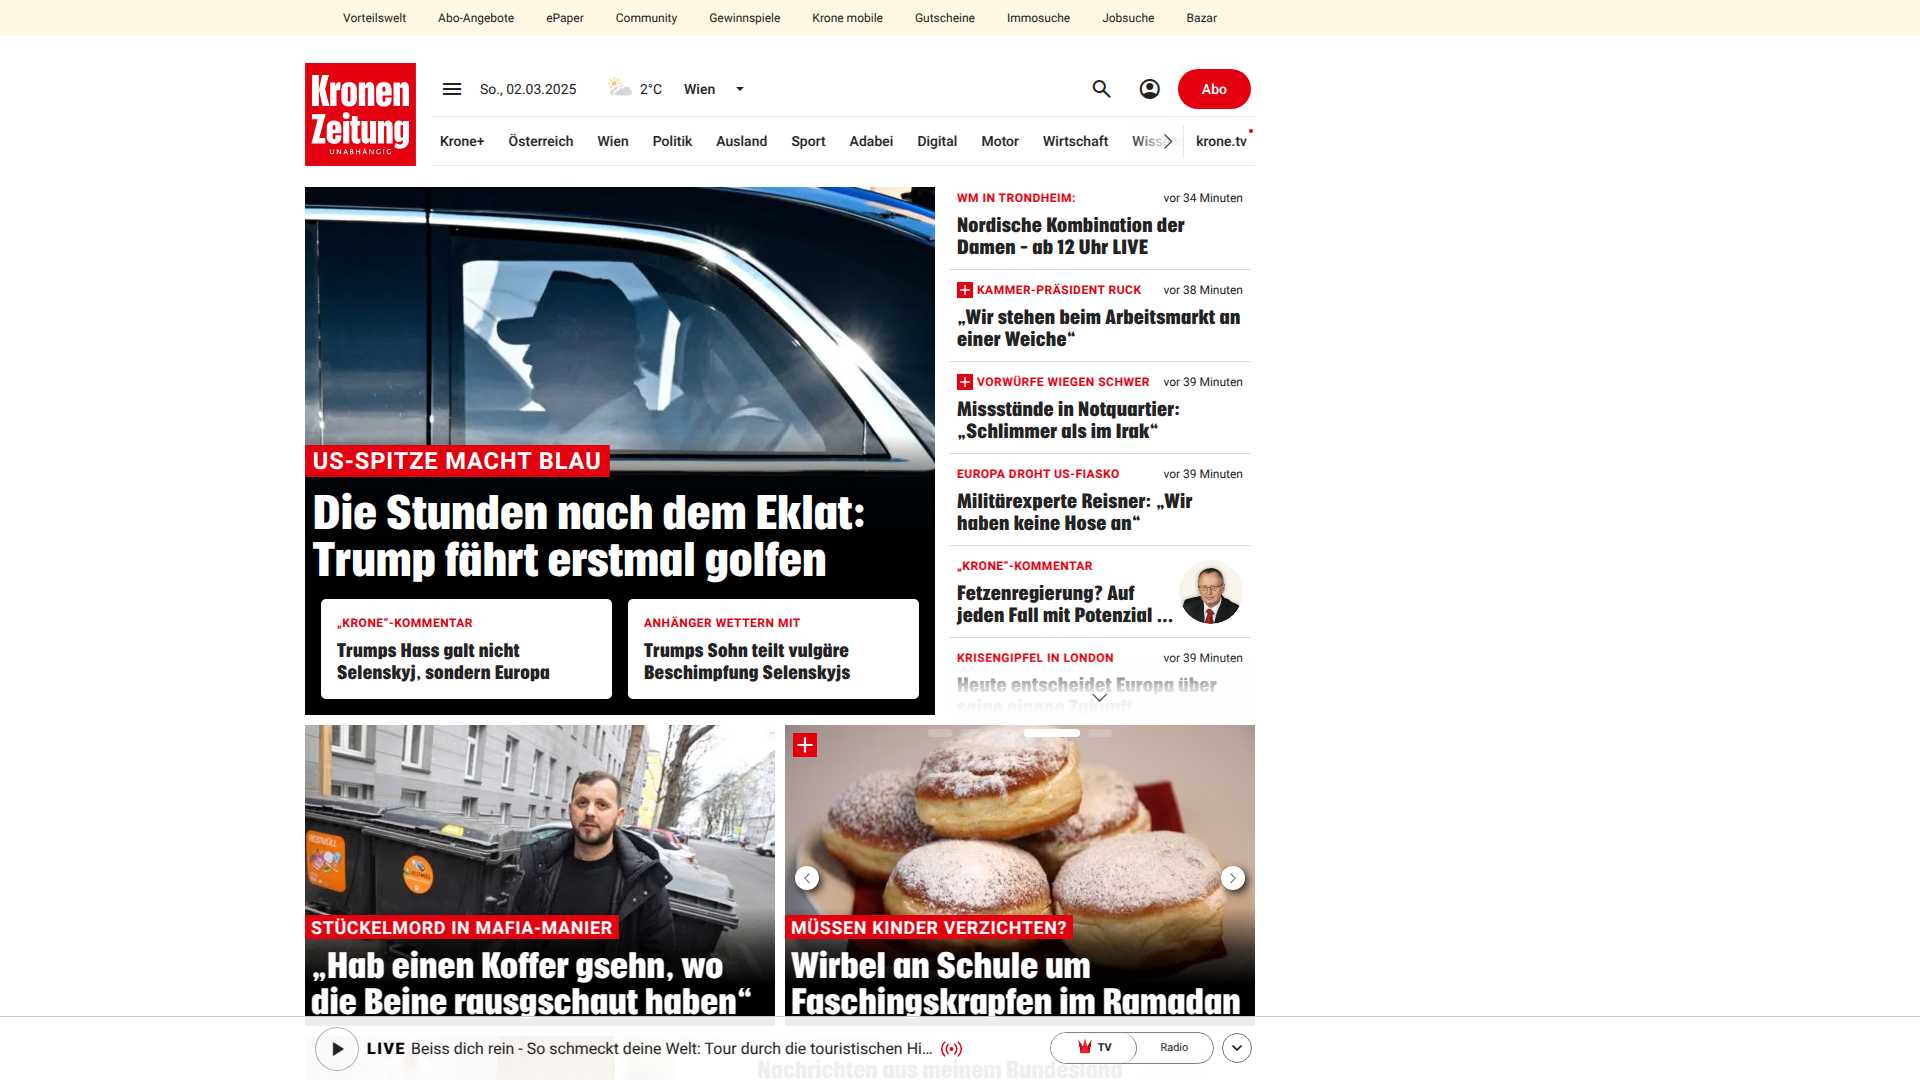 Vorteilswelt Abo-Angebote ePaper Community Gewinnspiele Krone mobile Gutscheine Immosuche Jobsuche Bazar
Kronen
Zeitung
UNABHÄNGIG
So., 02.03.2025 2°C Wien Abo
Krone+ Österreich Wien Politik Ausland Sport Adabei Digital Motor Wirtschaft krone.tv
US-SPITZE MACHT BLAU
Die Stunden nach dem Eklat:
Trump fährt erstmal golfen
„KRONE“-KOMMENTAR
Trumps Hass galt nicht
Selenskyj, sondern Europa
ANHÄNGER WETTERN MIT
Trumps Sohn teilt vulgäre
Beschimpfung Selenskyjs
WM IN TRONDHEIM: vor 34 Minuten
Nordische Kombination der
Damen – ab 12 Uhr LIVE
KAMMER-PRÄSIDENT RUCK vor 38 Minuten
„Wir stehen beim Arbeitsmarkt an
einer Weiche“
VORWÜRFE WIEGEN SCHWER vor 39 Minuten
Missstände in Notquartier:
„Schlimmer als im Irak“
EUROPA DROHT US-FIASKO vor 39 Minuten
Militärexperte Reisner: „Wir
haben keine Hose an“
„KRONE“-KOMMENTAR
Fetzenregierung? Auf
jeden Fall mit Potenzial ...
KRISENGIPFEL IN LONDON vor 39 Minuten
Heute entscheidet Europa über
seine eigene Zukunft
STÜCKELMORD IN MAFIA-MANIER
„Hab einen Koffer gsehn, wo
die Beine rausgschaut haben“
MÜSSEN KINDER VERZICHTEN?
Wirbel an Schule um
Faschingskrapfen im Ramadan
LIVE Beiss dich rein - So schmeckt deine Welt: Tour durch die touristischen Hi... TV Radio
Nachrichten aus meinem Bundesland